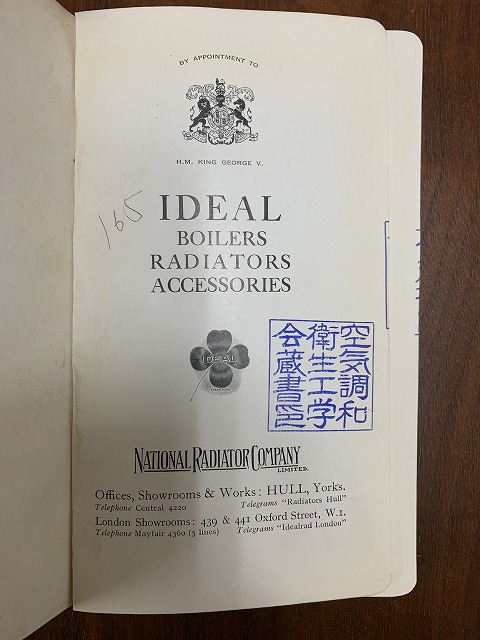 BY APPOINTMENT TO
H.M. KING GEORGE V.
165
IDEAL
BOILERS
RADIATORS
ACCESSORIES
IDEAL
TRADE MARK
空気調和
衛生工学
会蔵書印
NATIONAL RADIATOR COMPANY
LIMITED.
Offices, Showrooms & Works: HULL, Yorks.
Telephone Central 4220 Telegrams "Radiators Hull"
London Showrooms: 439 & 441 Oxford Street, W.1.
Telephone Mayfair 4360 (5 lines) Telegrams "Idealrad London"